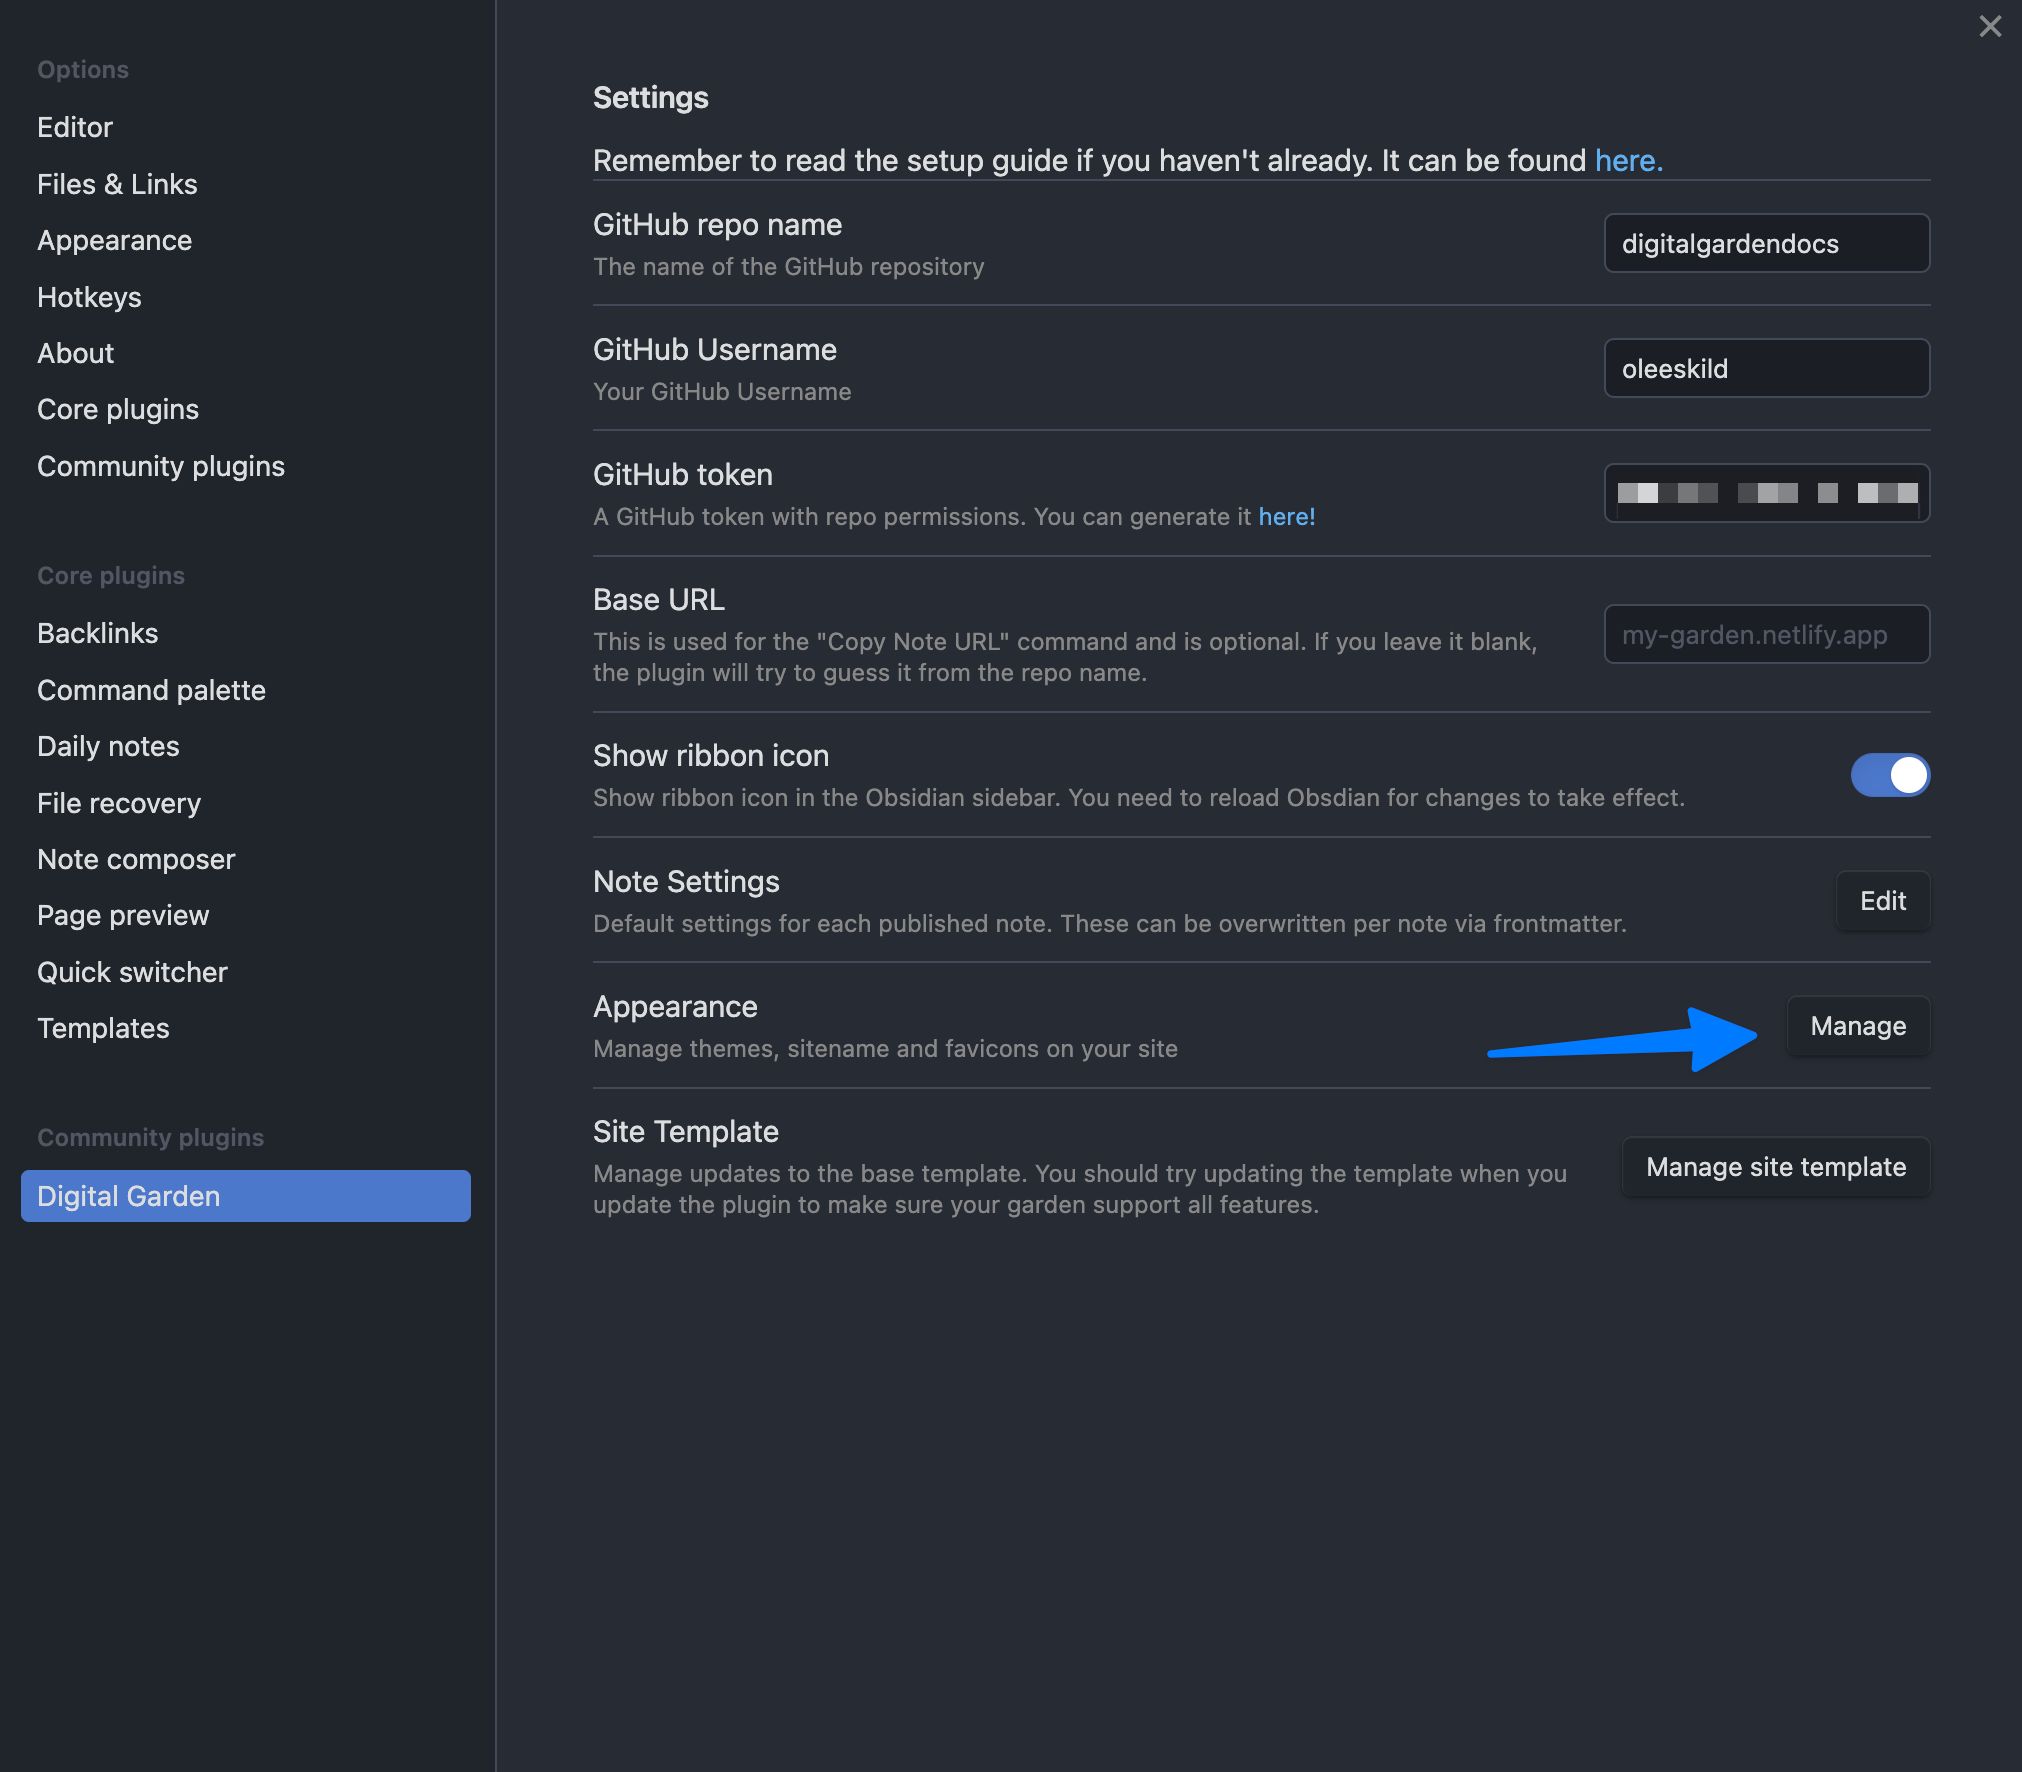 Options
Editor
Files & Links
Appearance
Hotkeys
About
Core plugins
Community plugins
Core plugins
Backlinks
Command palette
Daily notes
File recovery
Note composer
Page preview
Quick switcher
Templates
Community plugins
Digital Garden
Settings
Remember to read the setup guide if you haven't already. It can be found here.
GitHub repo name
The name of the GitHub repository
digitalgardendocs
GitHub Username
Your GitHub Username
oleeskild
GitHub token
A GitHub token with repo permissions. You can generate it here!
Base URL
This is used for the "Copy Note URL" command and is optional. If you leave it blank,
the plugin will try to guess it from the repo name.
my-garden.netlify.app
Show ribbon icon
Show ribbon icon in the Obsidian sidebar. You need to reload Obsdian for changes to take effect.
Note Settings
Default settings for each published note. These can be overwritten per note via frontmatter.
Edit
Appearance
Manage themes, sitename and favicons on your site
Manage
Site Template
Manage updates to the base template. You should try updating the template when you
update the plugin to make sure your garden support all features.
Manage site template